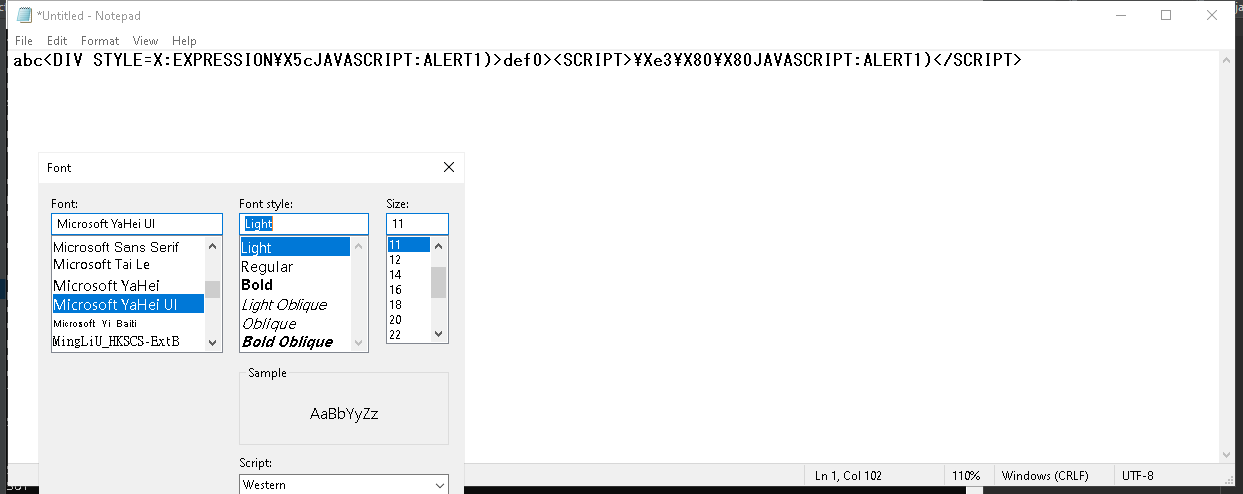 *Untitled - Notepad
File Edit Format View Help
abc<DIV STYLE=X:EXPRESSION¥X5cJAVASCRIPT:ALERT1)>def0><SCRIPT>¥Xe3¥X80¥X80JAVASCRIPT:ALERT1)</SCRIPT>
Font
Font:
Microsoft YaHei UI
Microsoft Sans Serif
Microsoft Tai Le
Microsoft YaHei
Microsoft YaHei UI
Microsoft Yi Baiti
MingLiU_HKSCS-ExtB
Font style:
Light
Light
Regular
Bold
Light Oblique
Oblique
Bold Oblique
Size:
11
11
12
14
16
18
20
22
Sample
AaBbYyZz
Script:
Western
Ln 1, Col 102 110% Windows (CRLF) UTF-8